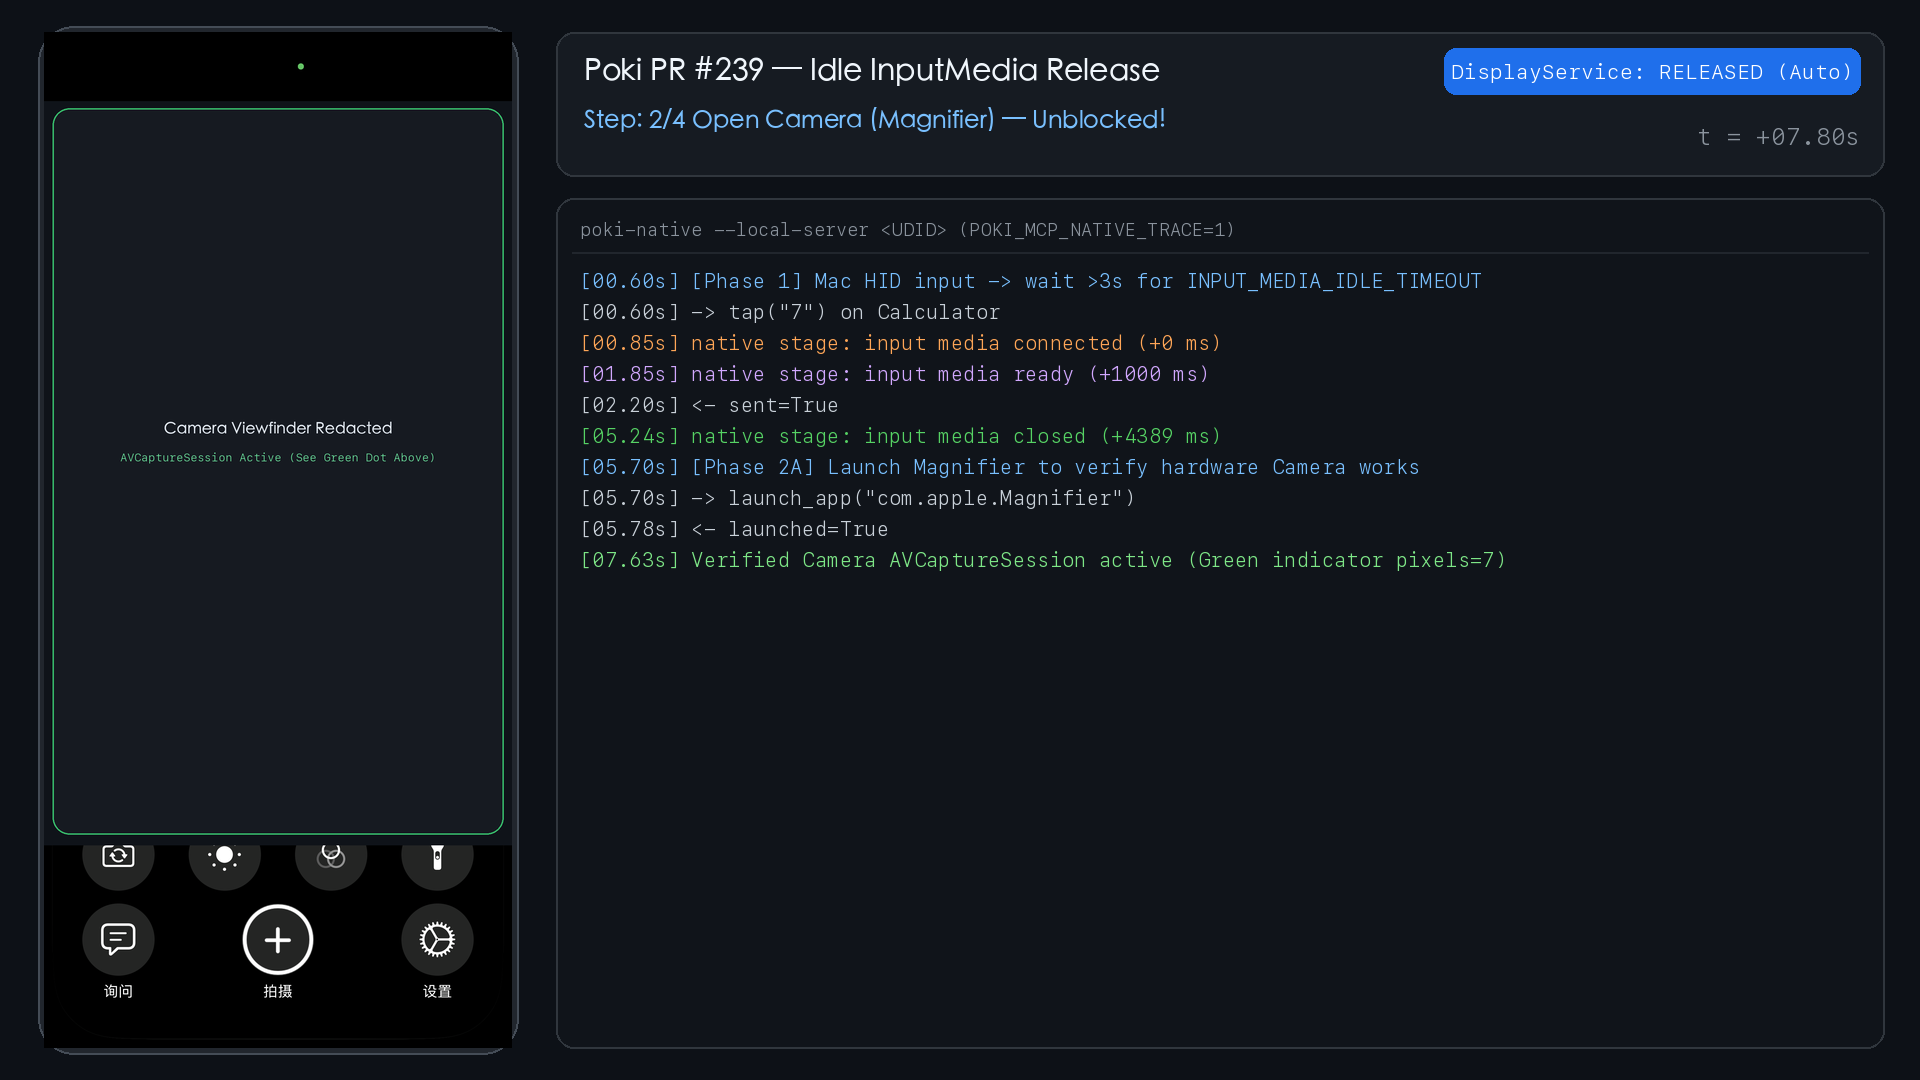 Camera Viewfinder Redacted
AVCaptureSession Active (See Green Dot Above)
询问
拍摄
设置
Poki PR #239 — Idle InputMedia Release
Step: 2/4 Open Camera (Magnifier) — Unblocked!
DisplayService: RELEASED (Auto)
t = +07.80s
poki-native --local-server <UDID> (POKI_MCP_NATIVE_TRACE=1)
[00.60s] [Phase 1] Mac HID input -> wait >3s for INPUT_MEDIA_IDLE_TIMEOUT
[00.60s] -> tap("7") on Calculator
[00.85s] native stage: input media connected (+0 ms)
[01.85s] native stage: input media ready (+1000 ms)
[02.20s] <- sent=True
[05.24s] native stage: input media closed (+4389 ms)
[05.70s] [Phase 2A] Launch Magnifier to verify hardware Camera works
[05.70s] -> launch_app("com.apple.Magnifier")
[05.78s] <- launched=True
[07.63s] Verified Camera AVCaptureSession active (Green indicator pixels=7)